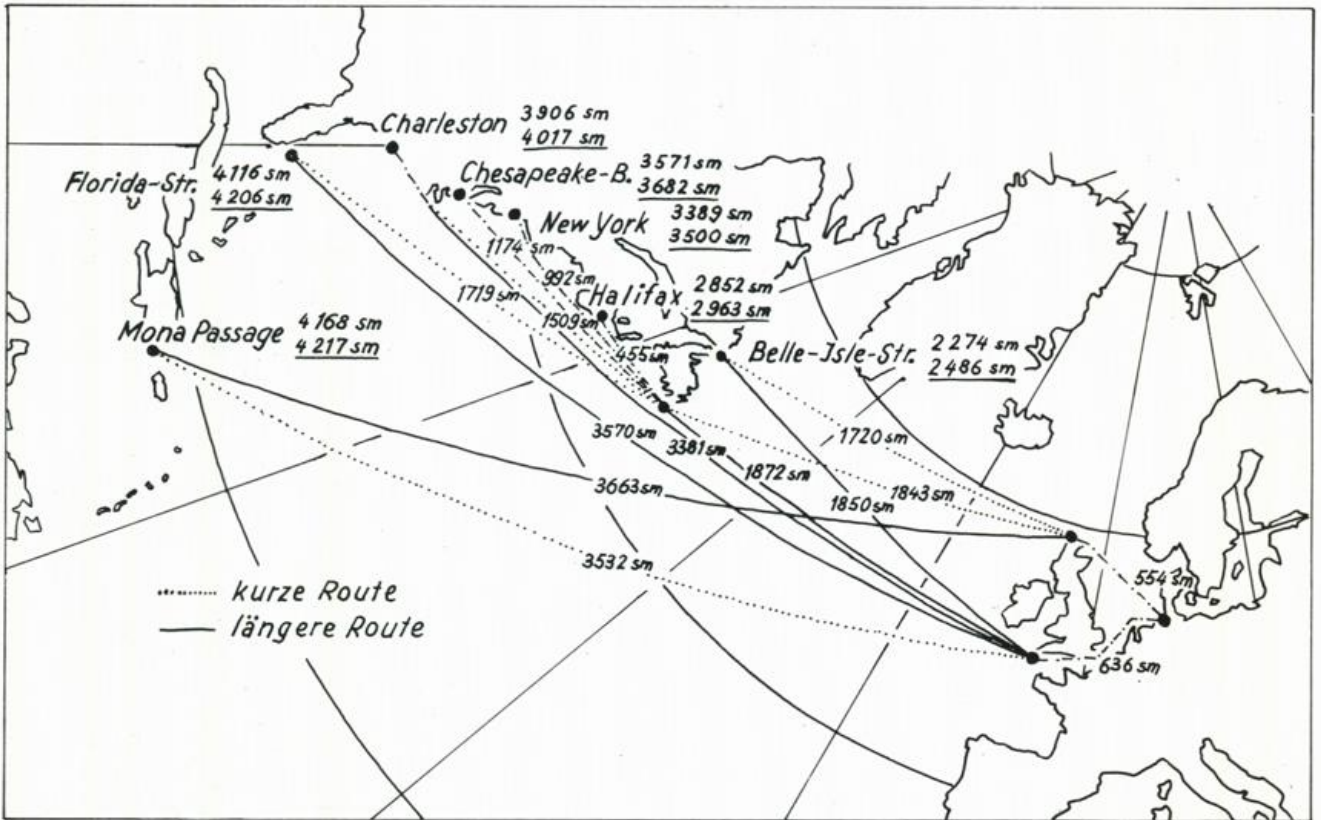 Charleston 3906 sm
4017 sm
Florida-Str. 4116 sm
4206 sm
Chesapeake-B. 3571 sm
3682 sm
New York 3389 sm
3500 sm
1174 sm
992 sm
1719 sm
Halifax 2852 sm
2963 sm
1509 sm
455 sm
Mona Passage 4168 sm
4217 sm
Belle-Isle-Str. 2274 sm
2486 sm
3570 sm
3381 sm
1720 sm
1872 sm
3663 sm
1843 sm
1850 sm
3532 sm
554 sm
kurze Route
längere Route
636 sm